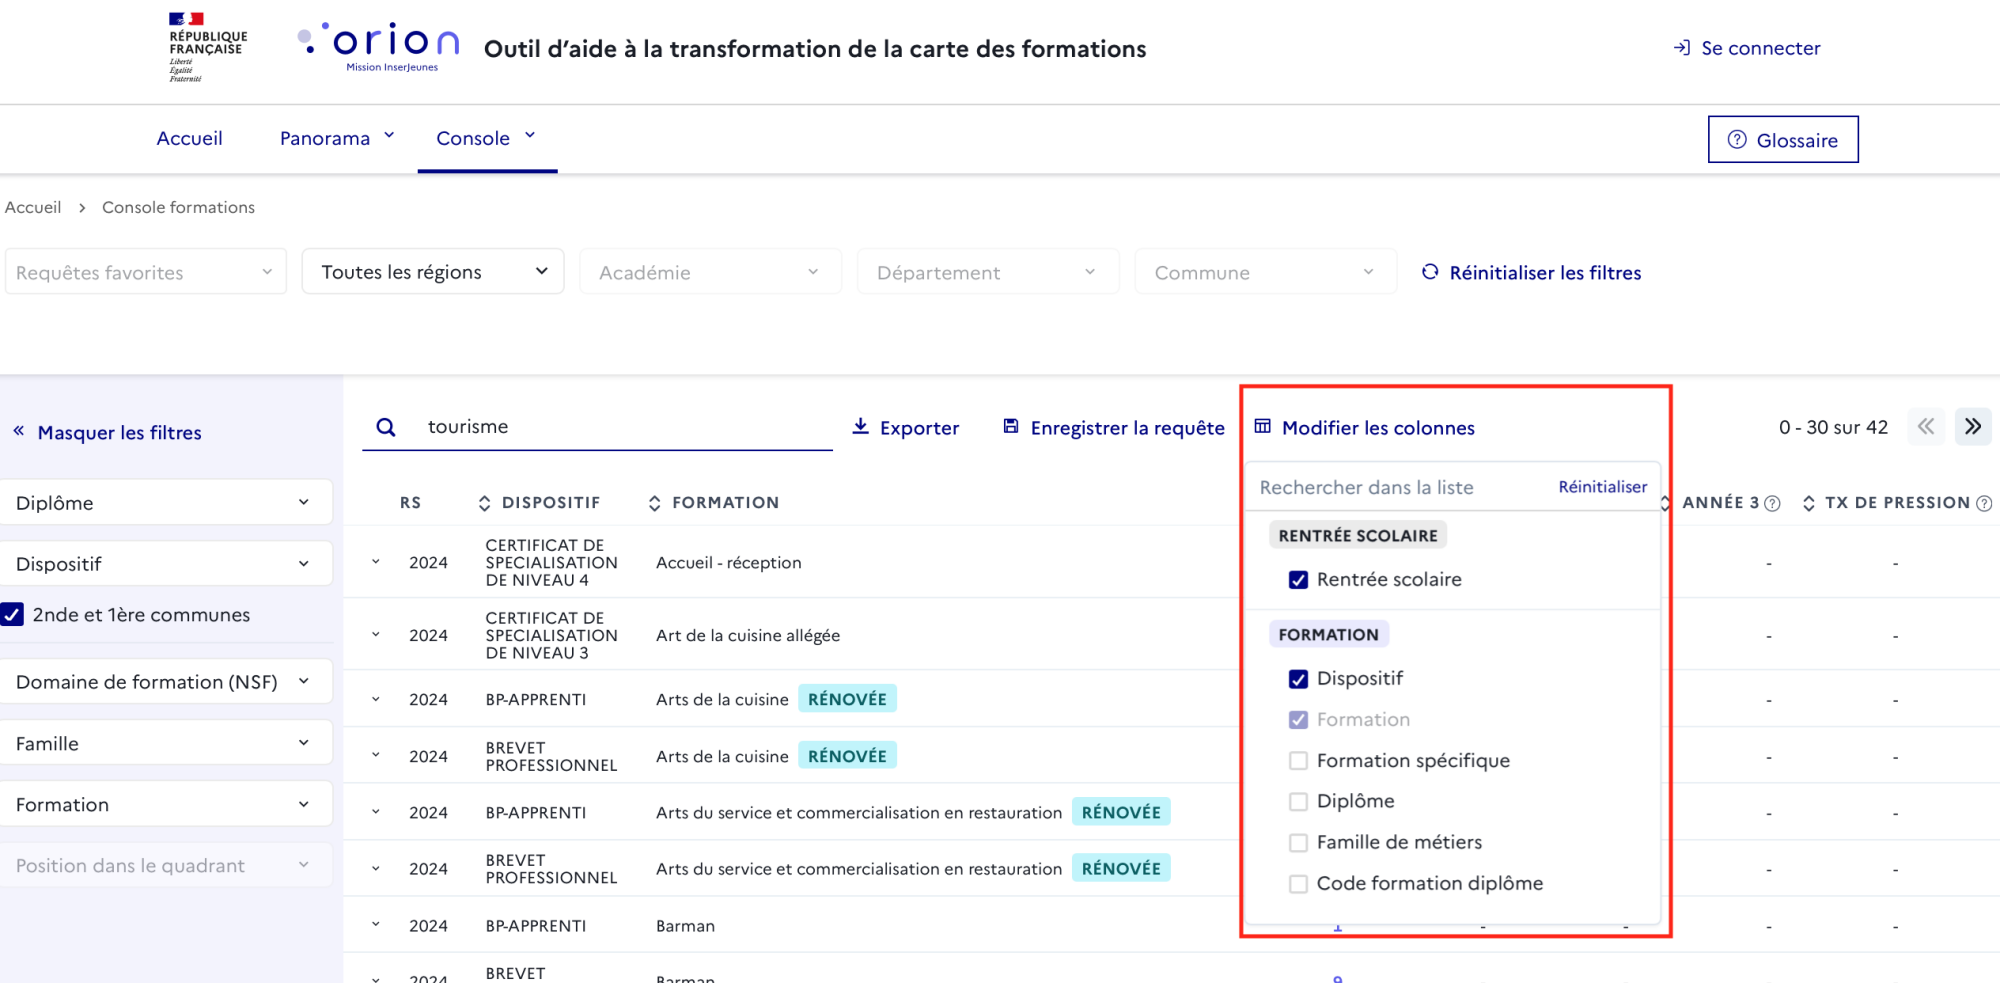 RÉPUBLIQUE
FRANÇAISE
Liberté
Égalité
Fraternité
orion
Mission InserJeunes
Outil d’aide à la transformation de la carte des formations
Se connecter
Accueil
Panorama
Console
Glossaire
Accueil > Console formations
Requêtes favorites
Toutes les régions
Académie
Département
Commune
Réinitialiser les filtres
« Masquer les filtres
Diplôme
Dispositif
2nde et 1ère communes
Domaine de formation (NSF)
Famille
Formation
Position dans le quadrant
tourisme
Exporter
Enregistrer la requête
Modifier les colonnes
0 - 30 sur 42
Rechercher dans la liste
Réinitialiser
RENTRÉE SCOLAIRE
Rentrée scolaire
FORMATION
Dispositif
Formation
Formation spécifique
Diplôme
Famille de métiers
Code formation diplôme
RS DISPOSITIF FORMATION ANNÉE 3 TX DE PRESSION
2024 CERTIFICAT DE
SPECIALISATION
DE NIVEAU 4 Accueil - réception - -
2024 CERTIFICAT DE
SPECIALISATION
DE NIVEAU 3 Art de la cuisine allégée - -
2024 BP-APPRENTI Arts de la cuisine RÉNOVÉE - -
2024 BREVET
PROFESSIONNEL Arts de la cuisine RÉNOVÉE - -
2024 BP-APPRENTI Arts du service et commercialisation en restauration RÉNOVÉE - -
2024 BREVET
PROFESSIONNEL Arts du service et commercialisation en restauration RÉNOVÉE - -
2024 BP-APPRENTI Barman 1 - - - -
2024 BREVET
Barman 9